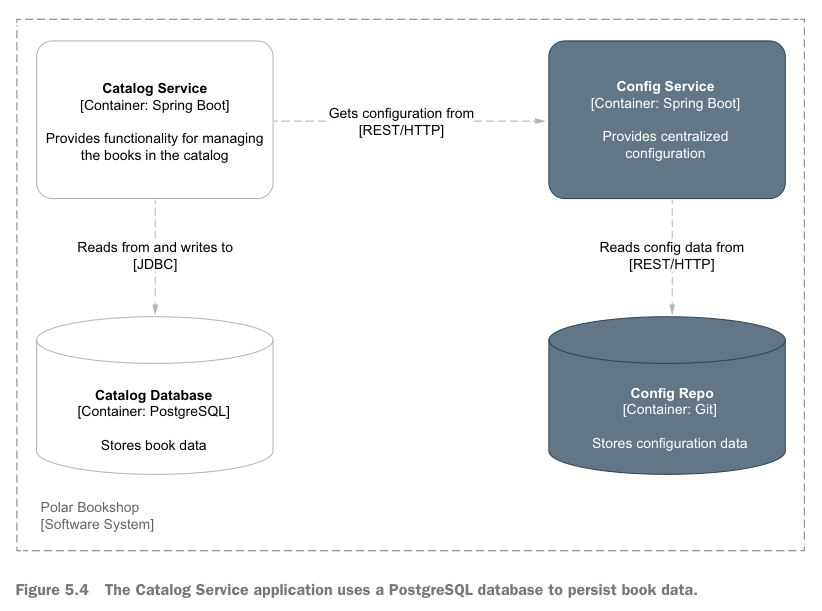 Catalog Service
[Container: Spring Boot]
Provides functionality for managing
the books in the catalog
Gets configuration from
[REST/HTTP]
Config Service
[Container: Spring Boot]
Provides centralized
configuration
Reads from and writes to
[JDBC]
Reads config data from
[REST/HTTP]
Catalog Database
[Container: PostgreSQL]
Stores book data
Config Repo
[Container: Git]
Stores configuration data
Polar Bookshop
[Software System]
Figure 5.4 The Catalog Service application uses a PostgreSQL database to persist book data.